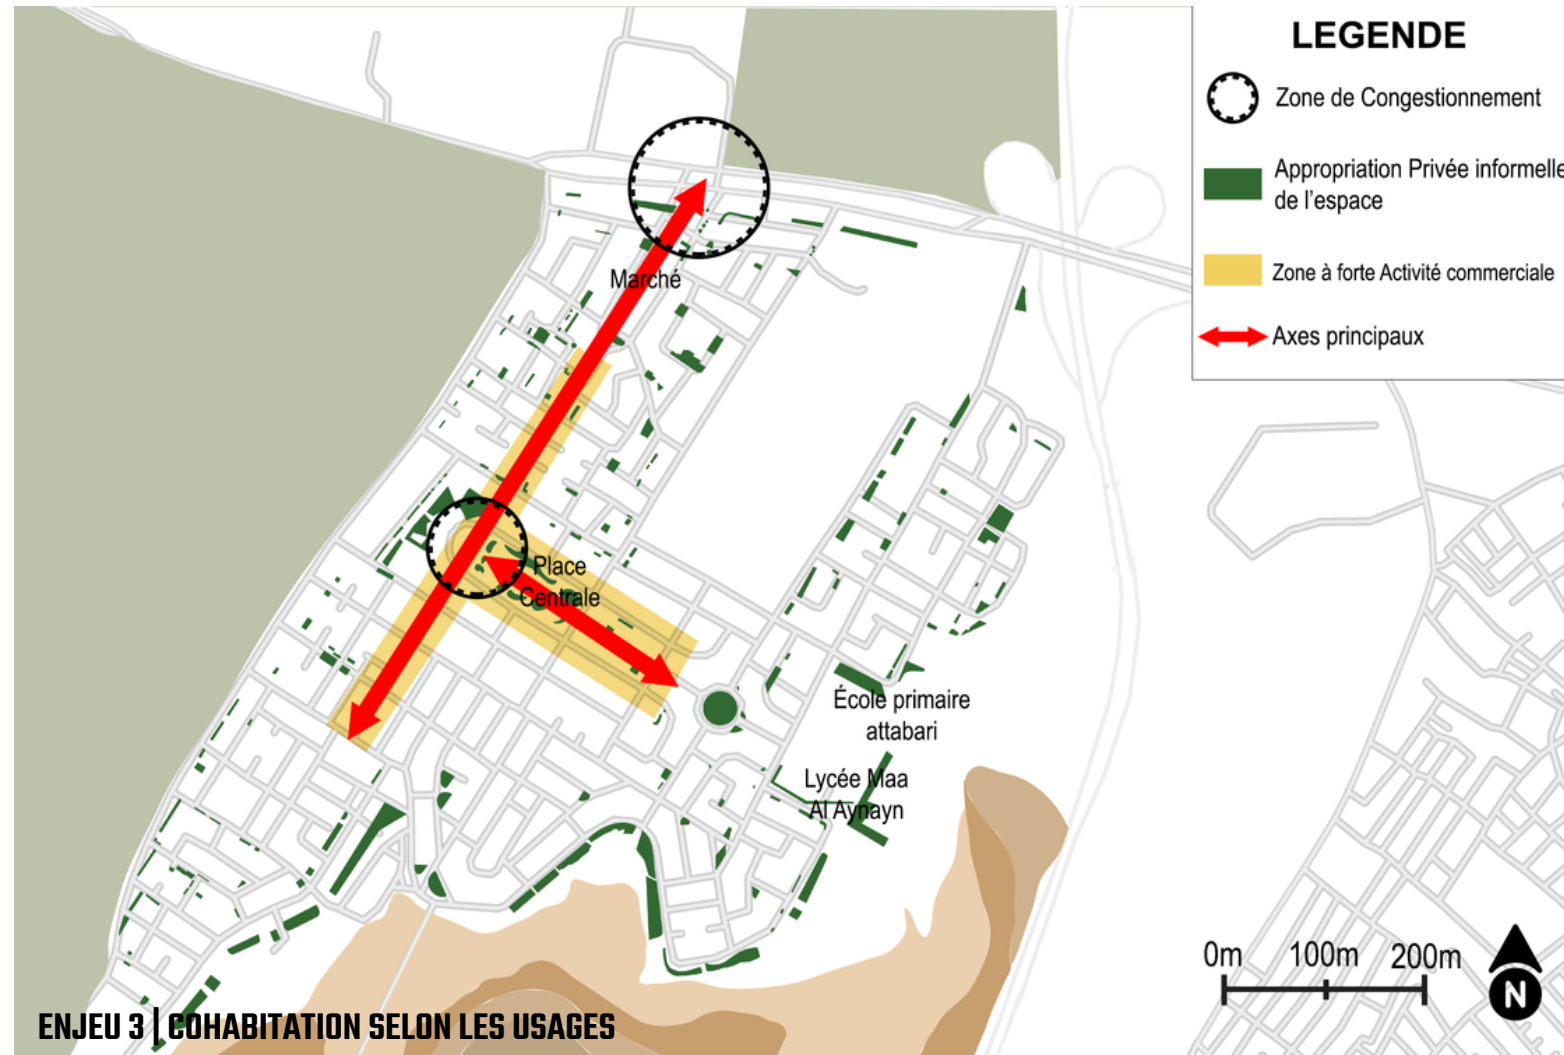 LEGENDE
Zone de Congestionnement
Appropriation Privée informelle
de l'espace
Zone à forte Activité commerciale
Axes principaux
Marché
Place
Centrale
École primaire
attabari
Lycée Maa
Al Aynayn
0m 100m 200m
N
ENJEU 3 | COHABITATION SELON LES USAGES